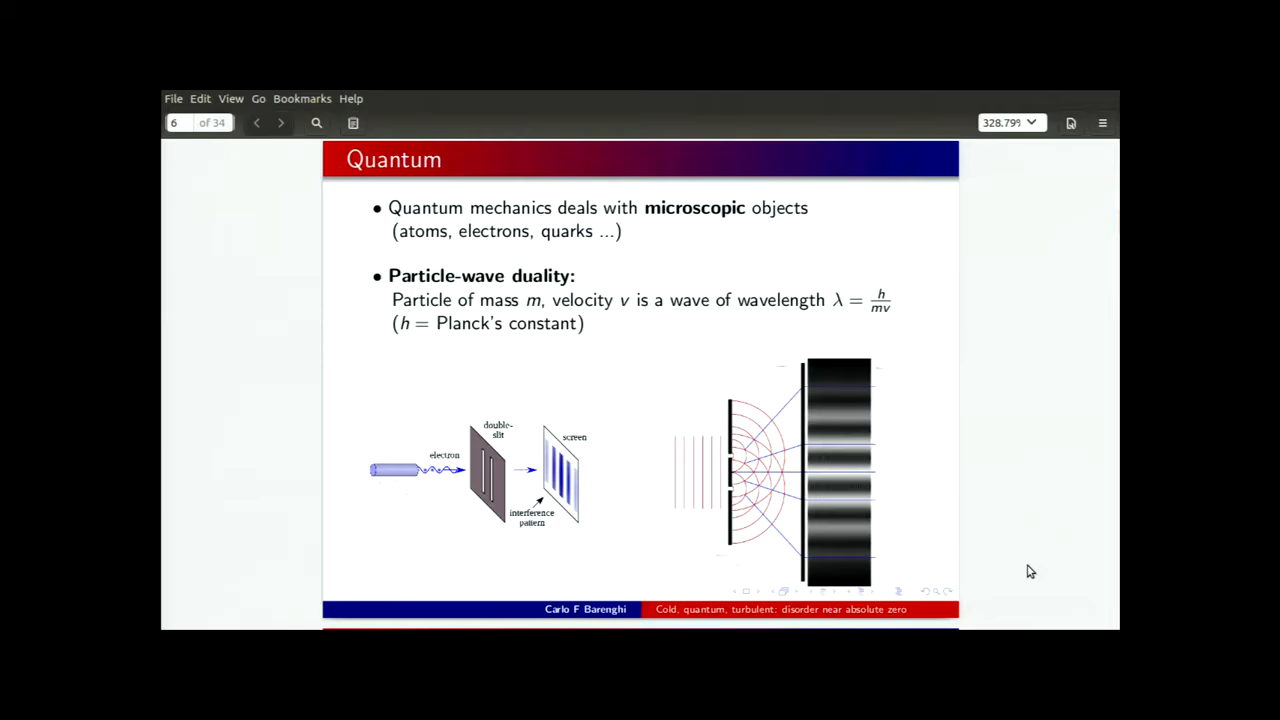 File Edit View Go Bookmarks Help
6 of 34
328.79%
Quantum
• Quantum mechanics deals with microscopic objects
(atoms, electrons, quarks ...)
• Particle-wave duality:
Particle of mass m, velocity v is a wave of wavelength λ = h/mv
(h = Planck's constant)
double-
slit
screen
electron
interference
pattern
Carlo F Barenghi
Cold, quantum, turbulent: disorder near absolute zero